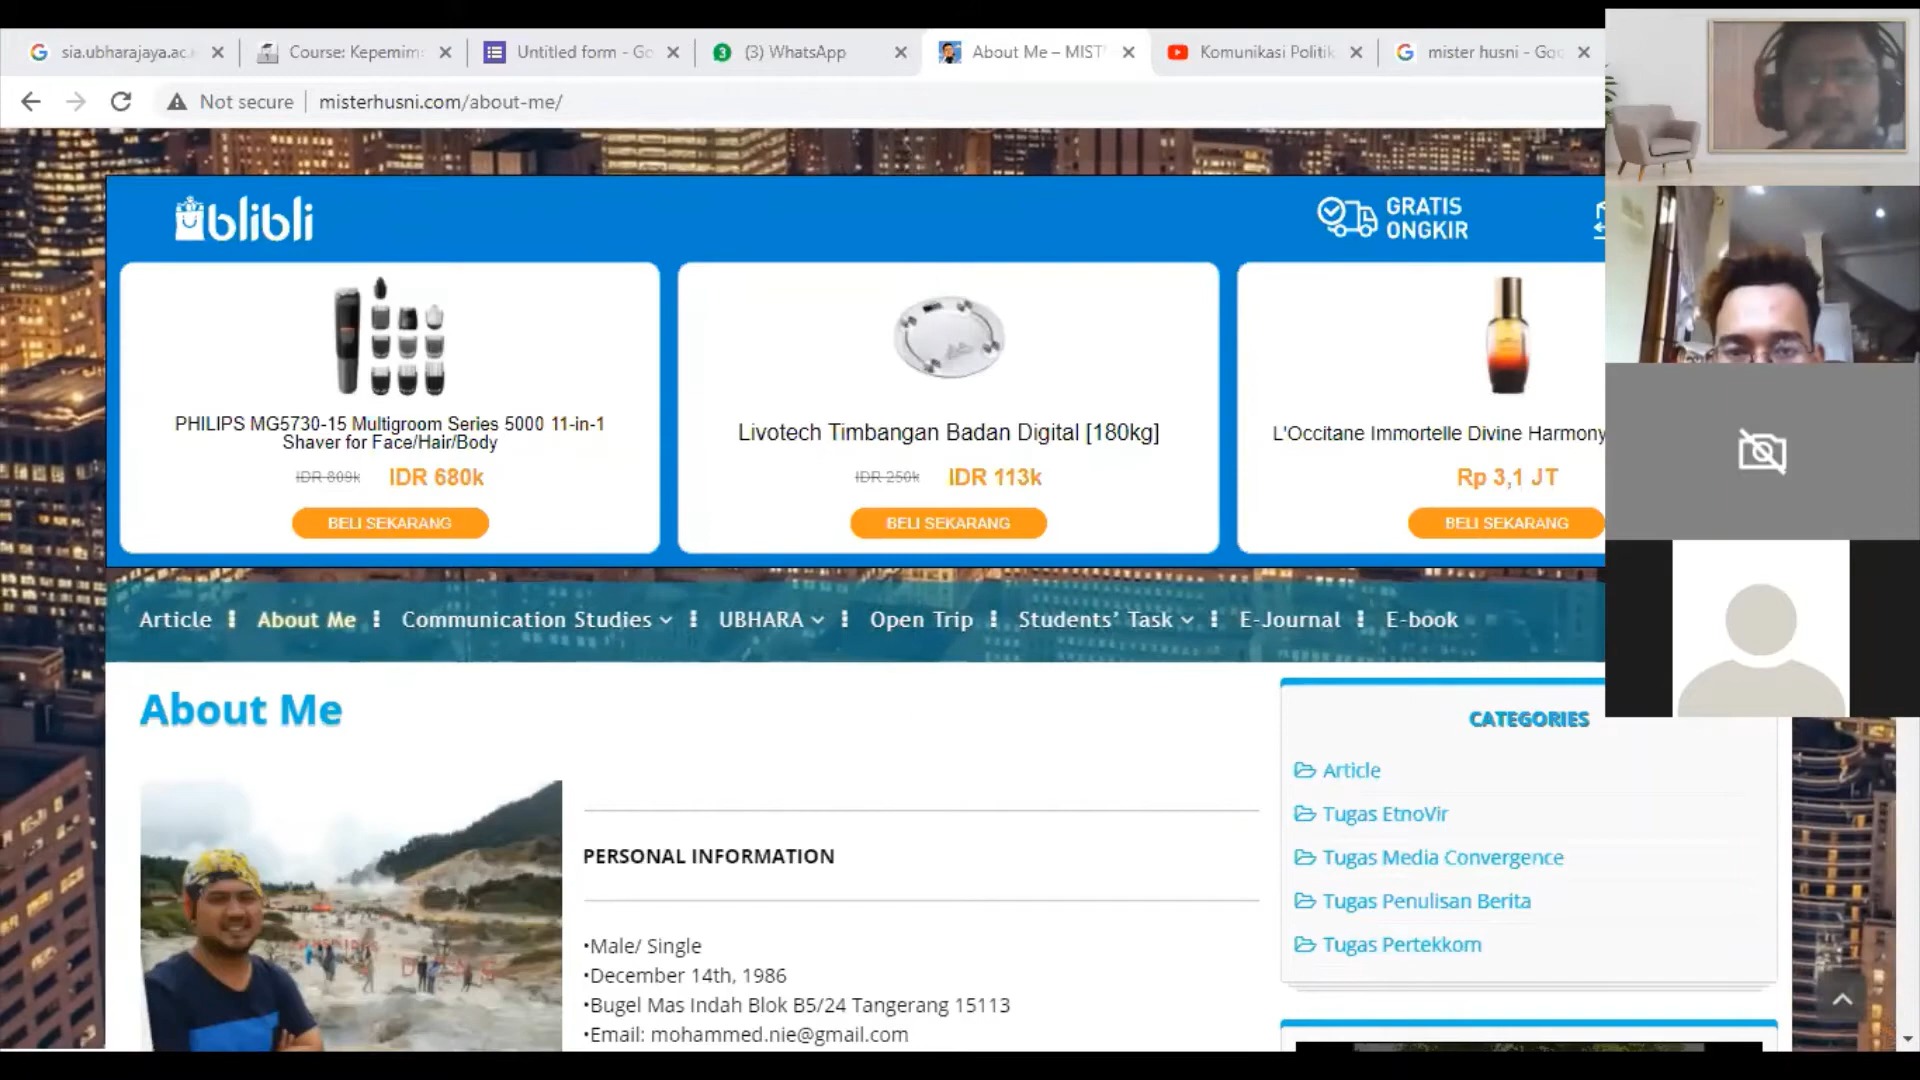 sia.ubharajaya.ac.
Course: Kepemim
Untitled form - Go
3
(3) WhatsApp
About Me – MIST
Komunikasi Politik
mister husni - Goo
Not secure
misterhusni.com/about-me/
blibli
GRATIS
ONGKIR
PHILIPS MG5730-15 Multigroom Series 5000 11-in-1
Shaver for Face/Hair/Body
IDR 809k IDR 680k
BELI SEKARANG
Livotech Timbangan Badan Digital [180kg]
IDR 250k IDR 113k
BELI SEKARANG
L'Occitane Immortelle Divine Harmony
Rp 3,1 JT
BELI SEKARANG
Article
About Me
Communication Studies
UBHARA
Open Trip
Students’ Task
E-Journal
E-book
About Me
PERSONAL INFORMATION
•Male/ Single
•December 14th, 1986
•Bugel Mas Indah Blok B5/24 Tangerang 15113
•Email: mohammed.nie@gmail.com
CATEGORIES
Article
Tugas EtnoVir
Tugas Media Convergence
Tugas Penulisan Berita
Tugas Pertekkom